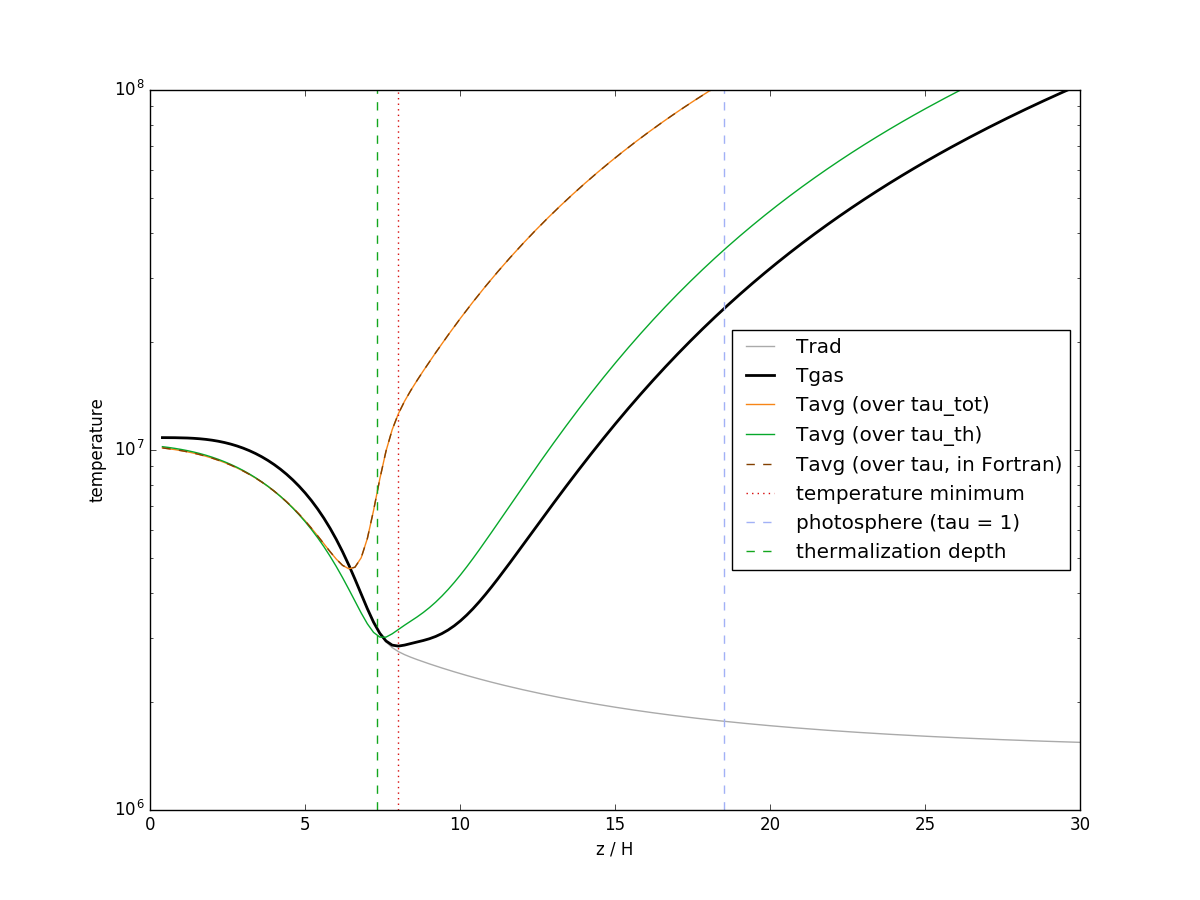 10^8
10^7
10^6
temperature
0 5 10 15 20 25 30
z / H
Trad
Tgas
Tavg (over tau_tot)
Tavg (over tau_th)
Tavg (over tau, in Fortran)
temperature minimum
photosphere (tau = 1)
thermalization depth